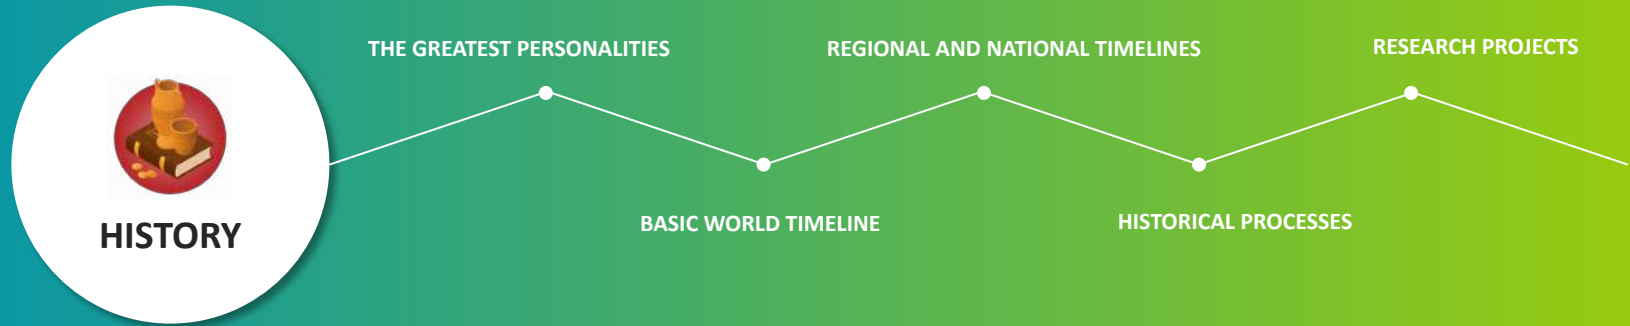 THE GREATEST PERSONALITIES
REGIONAL AND NATIONAL TIMELINES
RESEARCH PROJECTS
HISTORY
BASIC WORLD TIMELINE
HISTORICAL PROCESSES